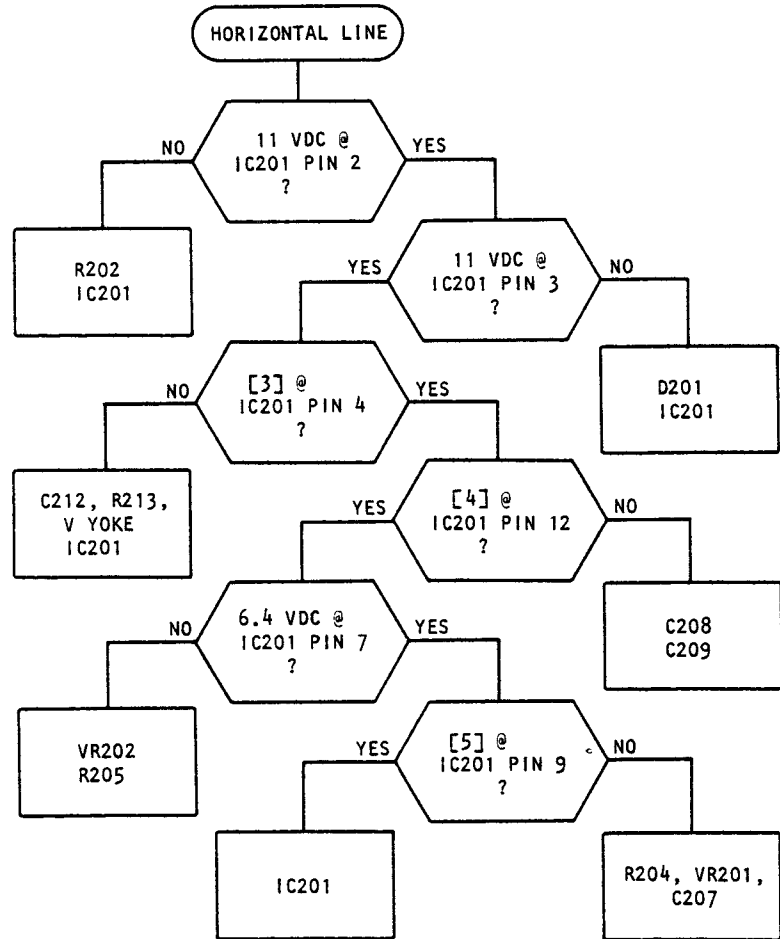 HORIZONTAL LINE
11 VDC @
IC201 PIN 2
?
NO
YES
R202
IC201
11 VDC @
IC201 PIN 3
?
YES
NO
D201
IC201
[3] @
IC201 PIN 4
?
NO
YES
C212, R213,
V YOKE
IC201
[4] @
IC201 PIN 12
?
YES
NO
C208
C209
6.4 VDC @
IC201 PIN 7
?
NO
YES
VR202
R205
[5] @
IC201 PIN 9
?
YES
NO
IC201
R204, VR201,
C207